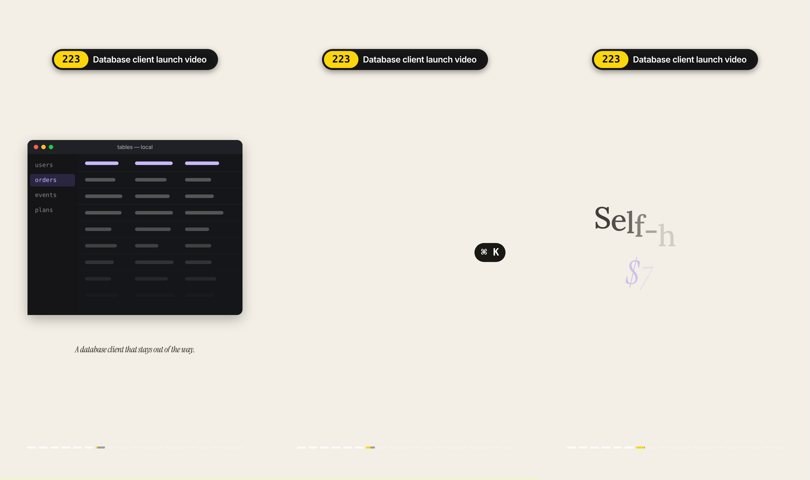 223 Database client launch video
223 Database client launch video
223 Database client launch video
tables — local
users
orders
events
plans
A database client that stays out of the way.
⌘ K
Self-h
$7